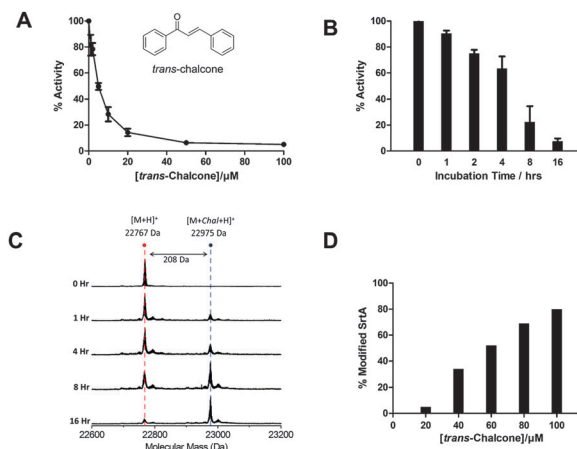 A
% Activity
100
80
60
40
20
0
0
20
40
60
80
100
[trans-Chalcone]/µM
O
trans-chalcone
B
% Activity
100
80
60
40
20
0
0
1
2
4
8
16
Incubation Time / hrs
C
[M+H]⁺
22767 Da
[M+Chal+H]⁺
22975 Da
208 Da
0 Hr
1 Hr
4 Hr
8 Hr
16 Hr
22600
22800
23000
23200
Molecular Mass (Da)
D
% Modified SrtA
100
80
60
40
20
0
20
40
60
80
100
[trans-Chalcone]/µM